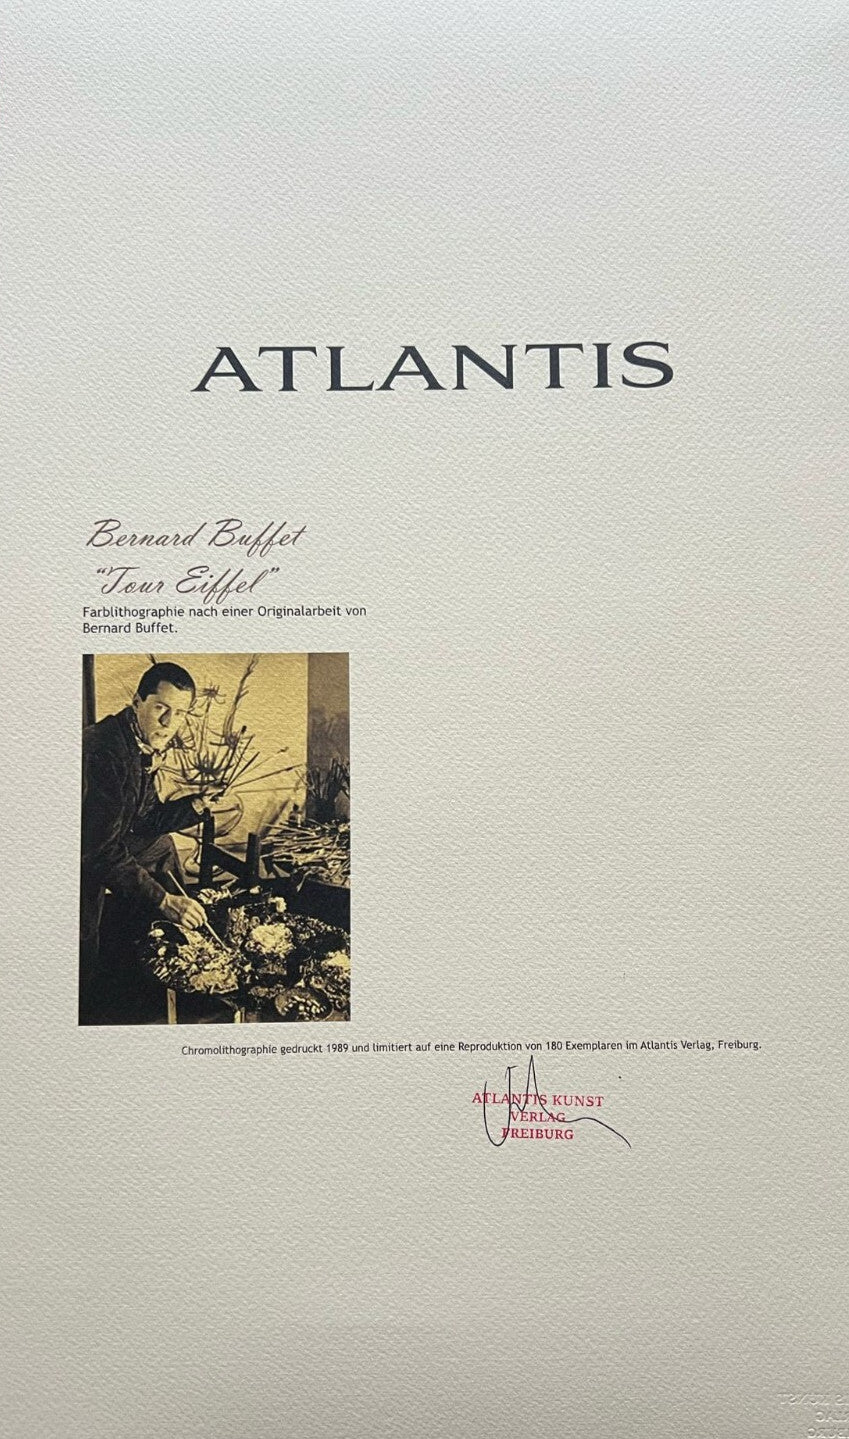 ATLANTIS
Bernard Buffet
“Tour Eiffel”
Farblithographie nach einer Originalarbeit von
Bernard Buffet.
Chromolithographie gedruckt 1989 und limitiert auf eine Reproduktion von 180 Exemplaren im Atlantis Verlag, Freiburg.
ATLANTIS KUNST
VERLAG
FREIBURG